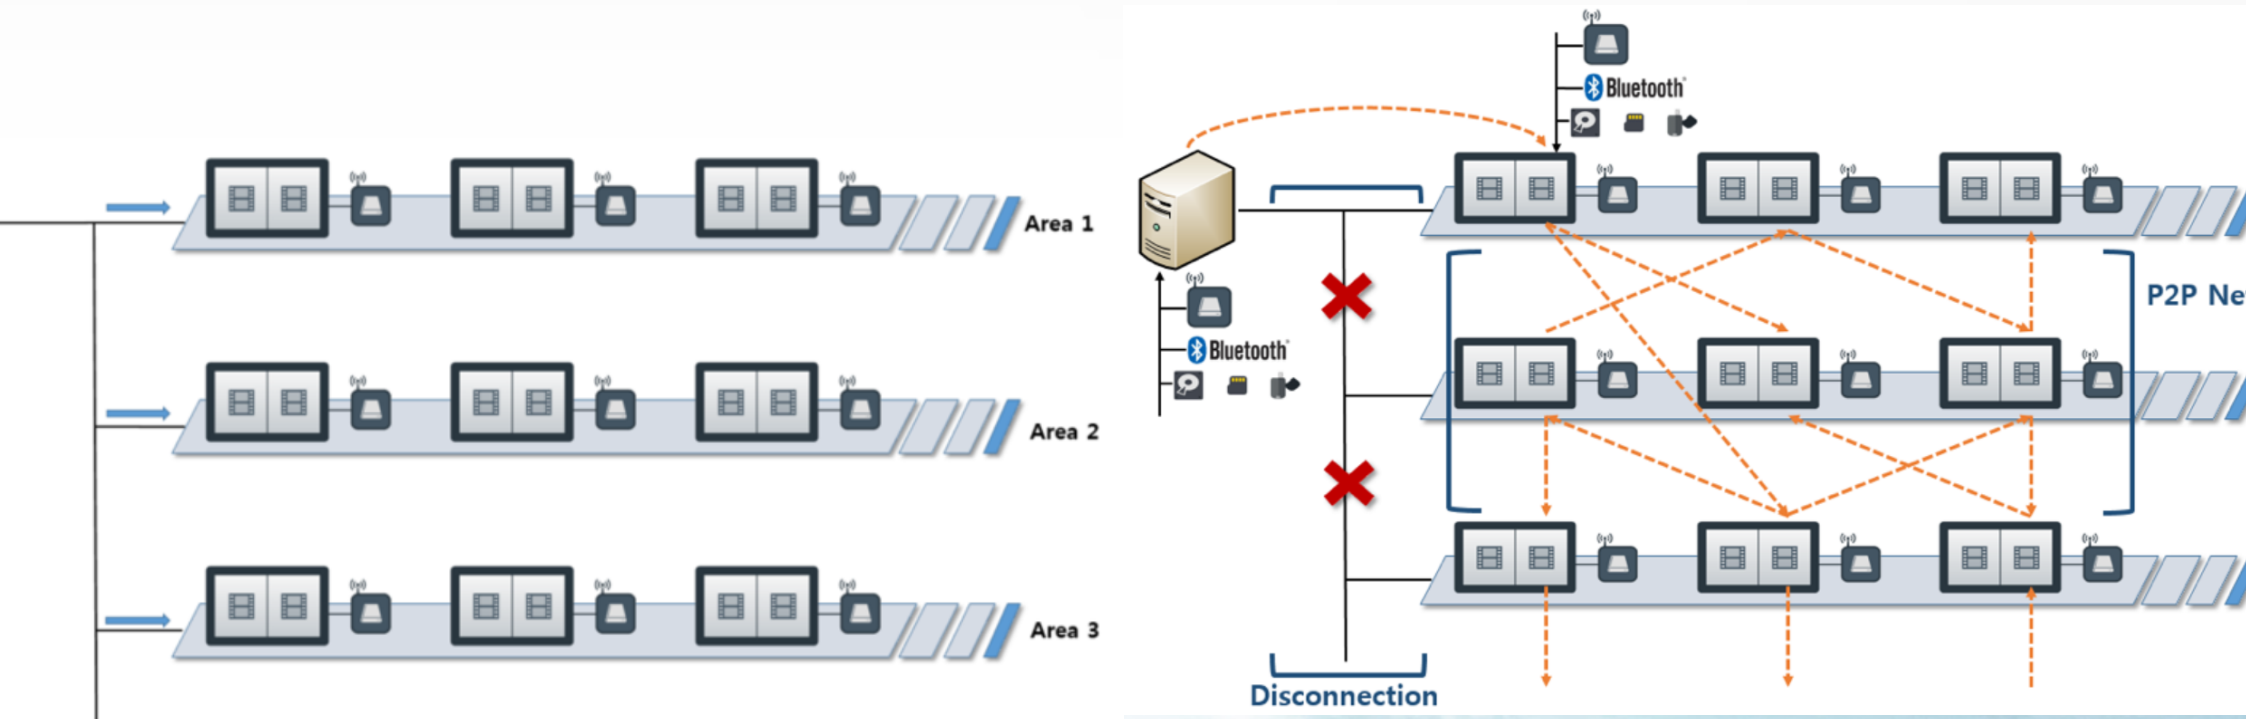 Area 1
Area 2
Area 3
Bluetooth
Bluetooth
P2P Ne
Disconnection